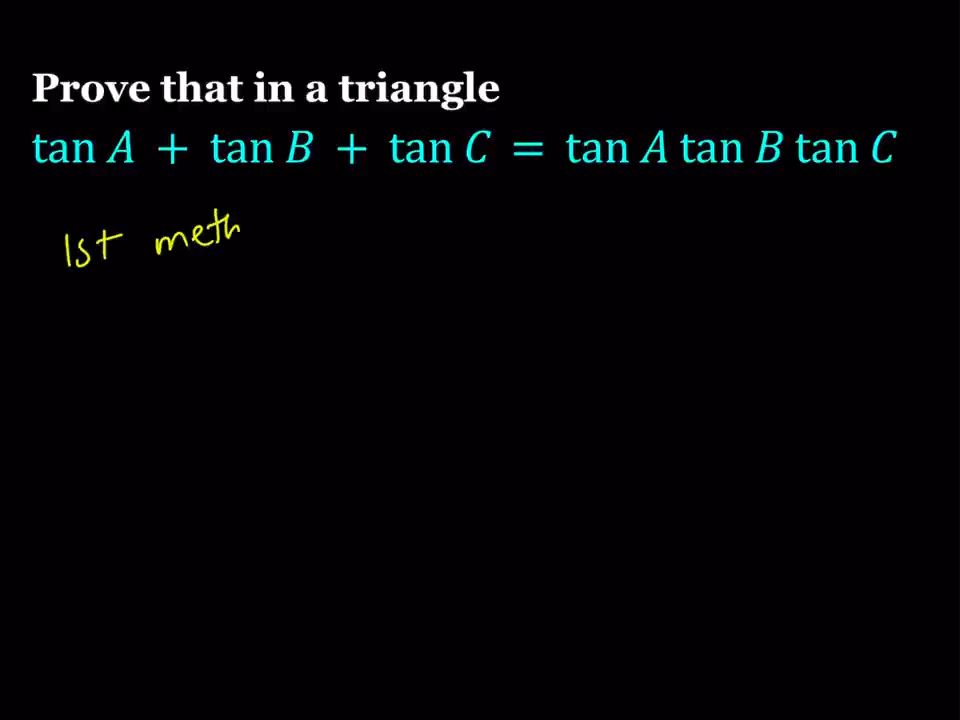 Prove that in a triangle
tan A + tan B + tan C = tan A tan B tan C
1st meth